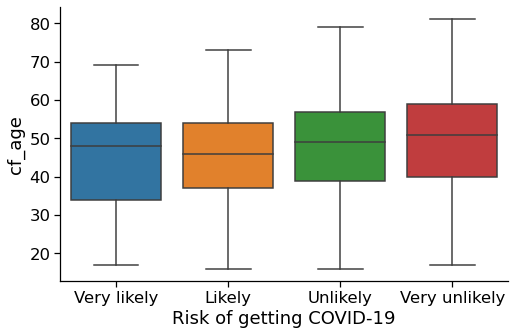 80
70
60
50
40
30
20
cf_age
Very likely
Likely
Unlikely
Very unlikely
Risk of getting COVID-19